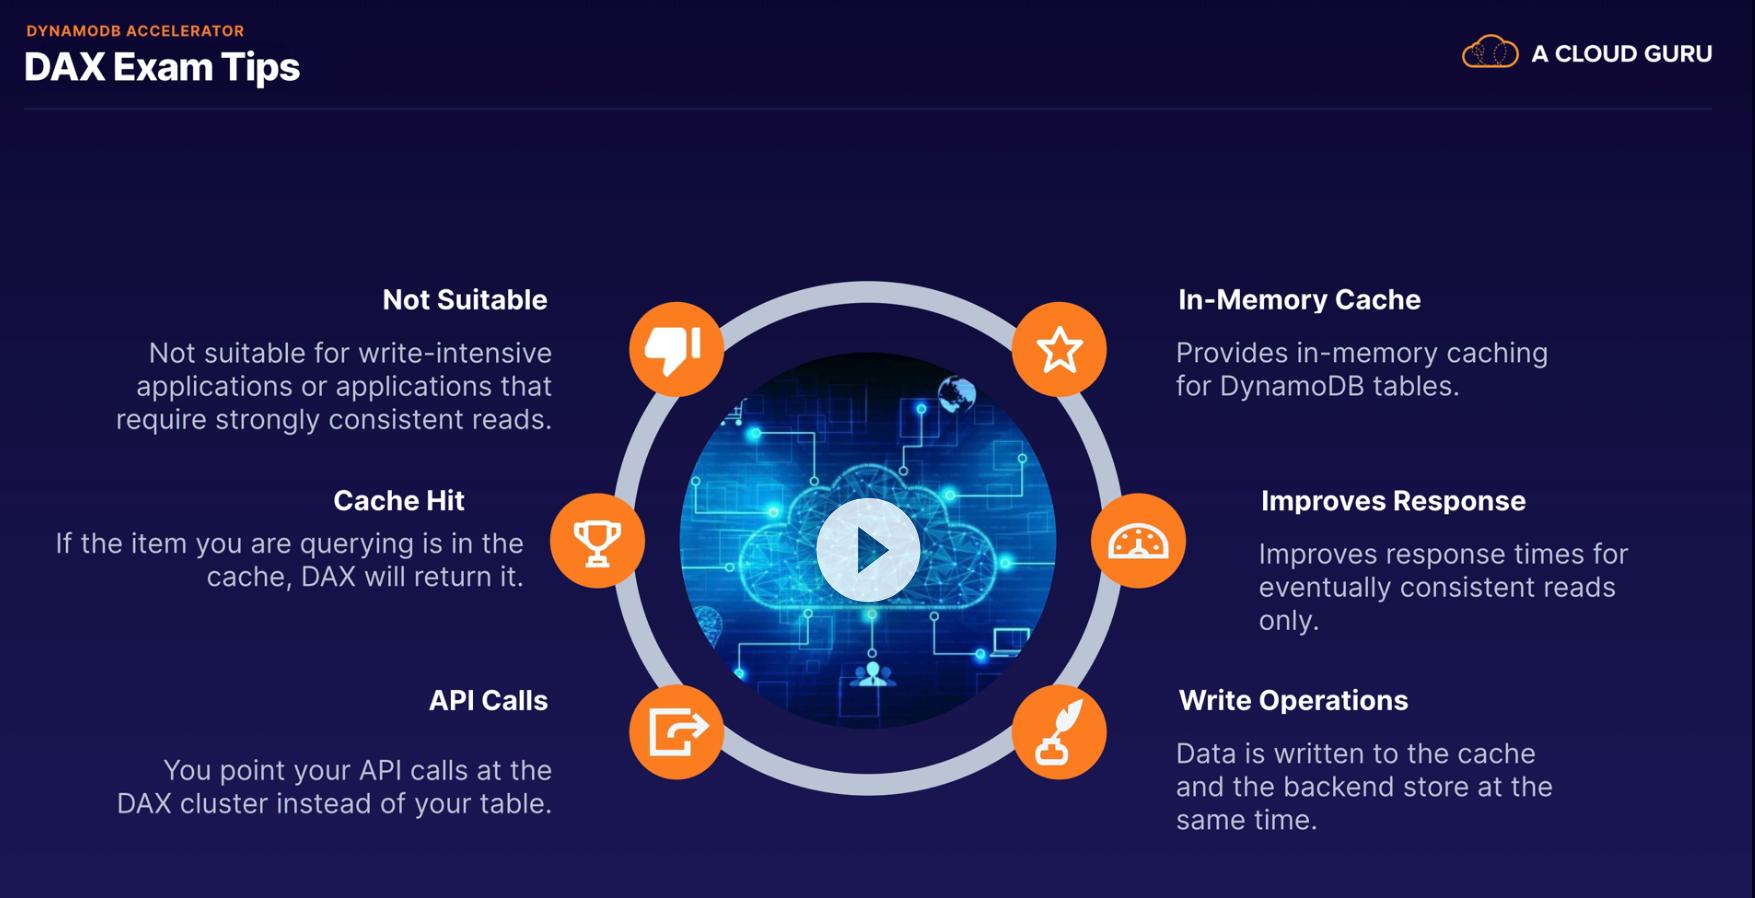 DYNAMODB ACCELERATOR
DAX Exam Tips
A CLOUD GURU
Not Suitable
Not suitable for write-intensive
applications or applications that
require strongly consistent reads.
In-Memory Cache
Provides in-memory caching
for DynamoDB tables.
Cache Hit
If the item you are querying is in the
cache, DAX will return it.
Improves Response
Improves response times for
eventually consistent reads
only.
API Calls
You point your API calls at the
DAX cluster instead of your table.
Write Operations
Data is written to the cache
and the backend store at the
same time.